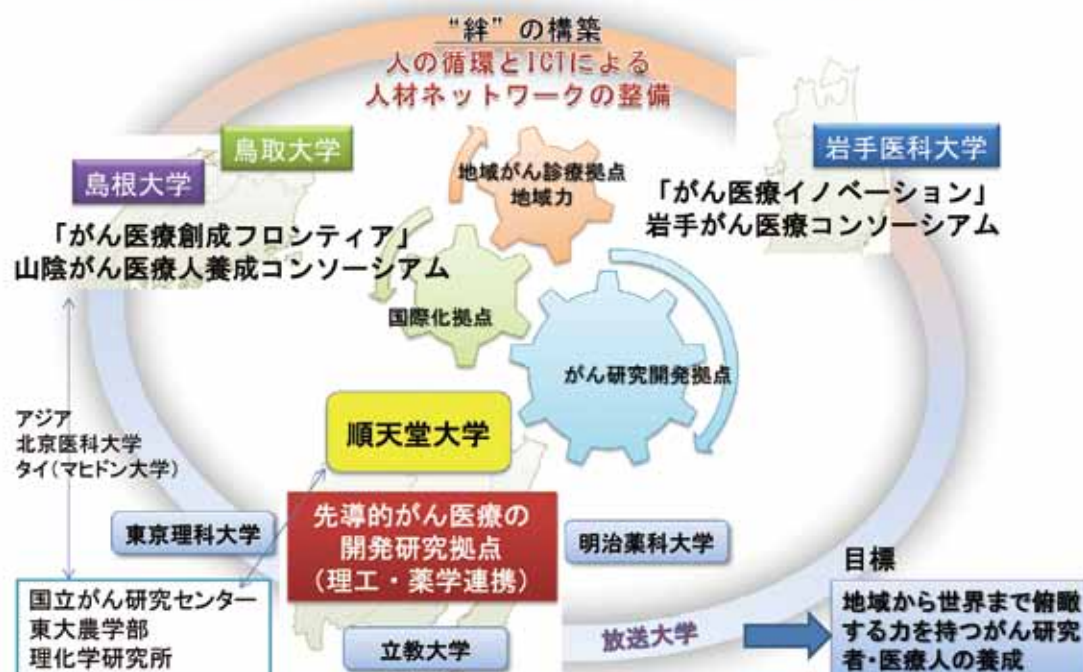 “絆”の構築
人の循環とICTによる
人材ネットワークの整備
鳥取大学
島根大学
「がん医療創成フロンティア」
山陰がん医療人養成コンソーシアム
岩手医科大学
「がん医療イノベーション」
岩手がん医療コンソーシアム
地域がん診療拠点
地域力
国際化拠点
がん研究開発拠点
アジア
北京医科大学
タイ(マヒドン大学)
順天堂大学
先導的がん医療の
開発研究拠点
(理工・薬学連携)
東京理科大学
明治薬科大学
立教大学
国立がん研究センター
東大農学部
理化学研究所
放送大学
目標
地域から世界まで俯瞰
する力を持つがん研究
者・医療人の養成